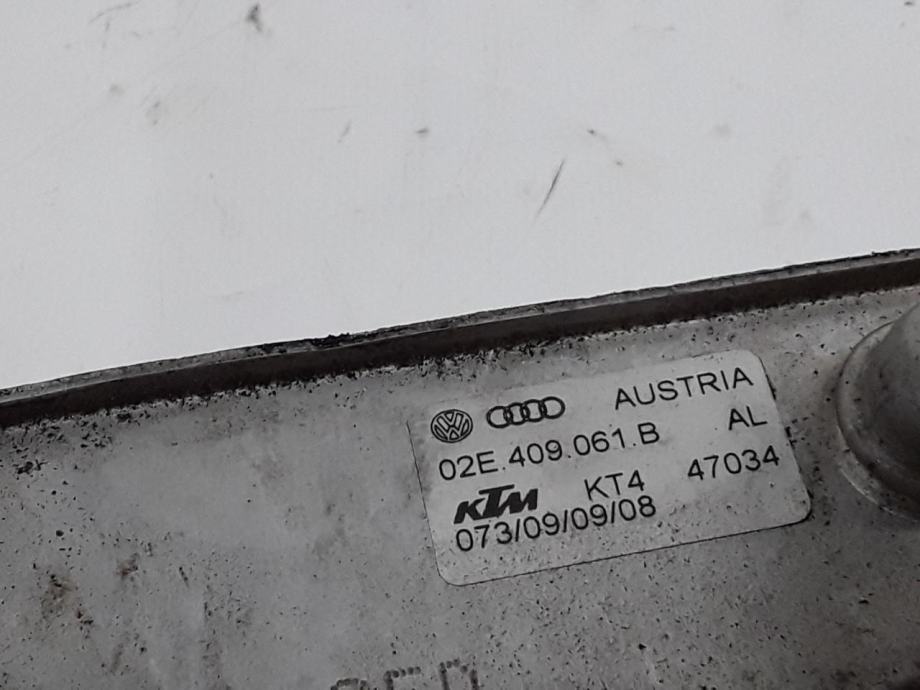 AUSTRIA
02E.409.061.B AL
KTM KT4 47034
073/09/09/08